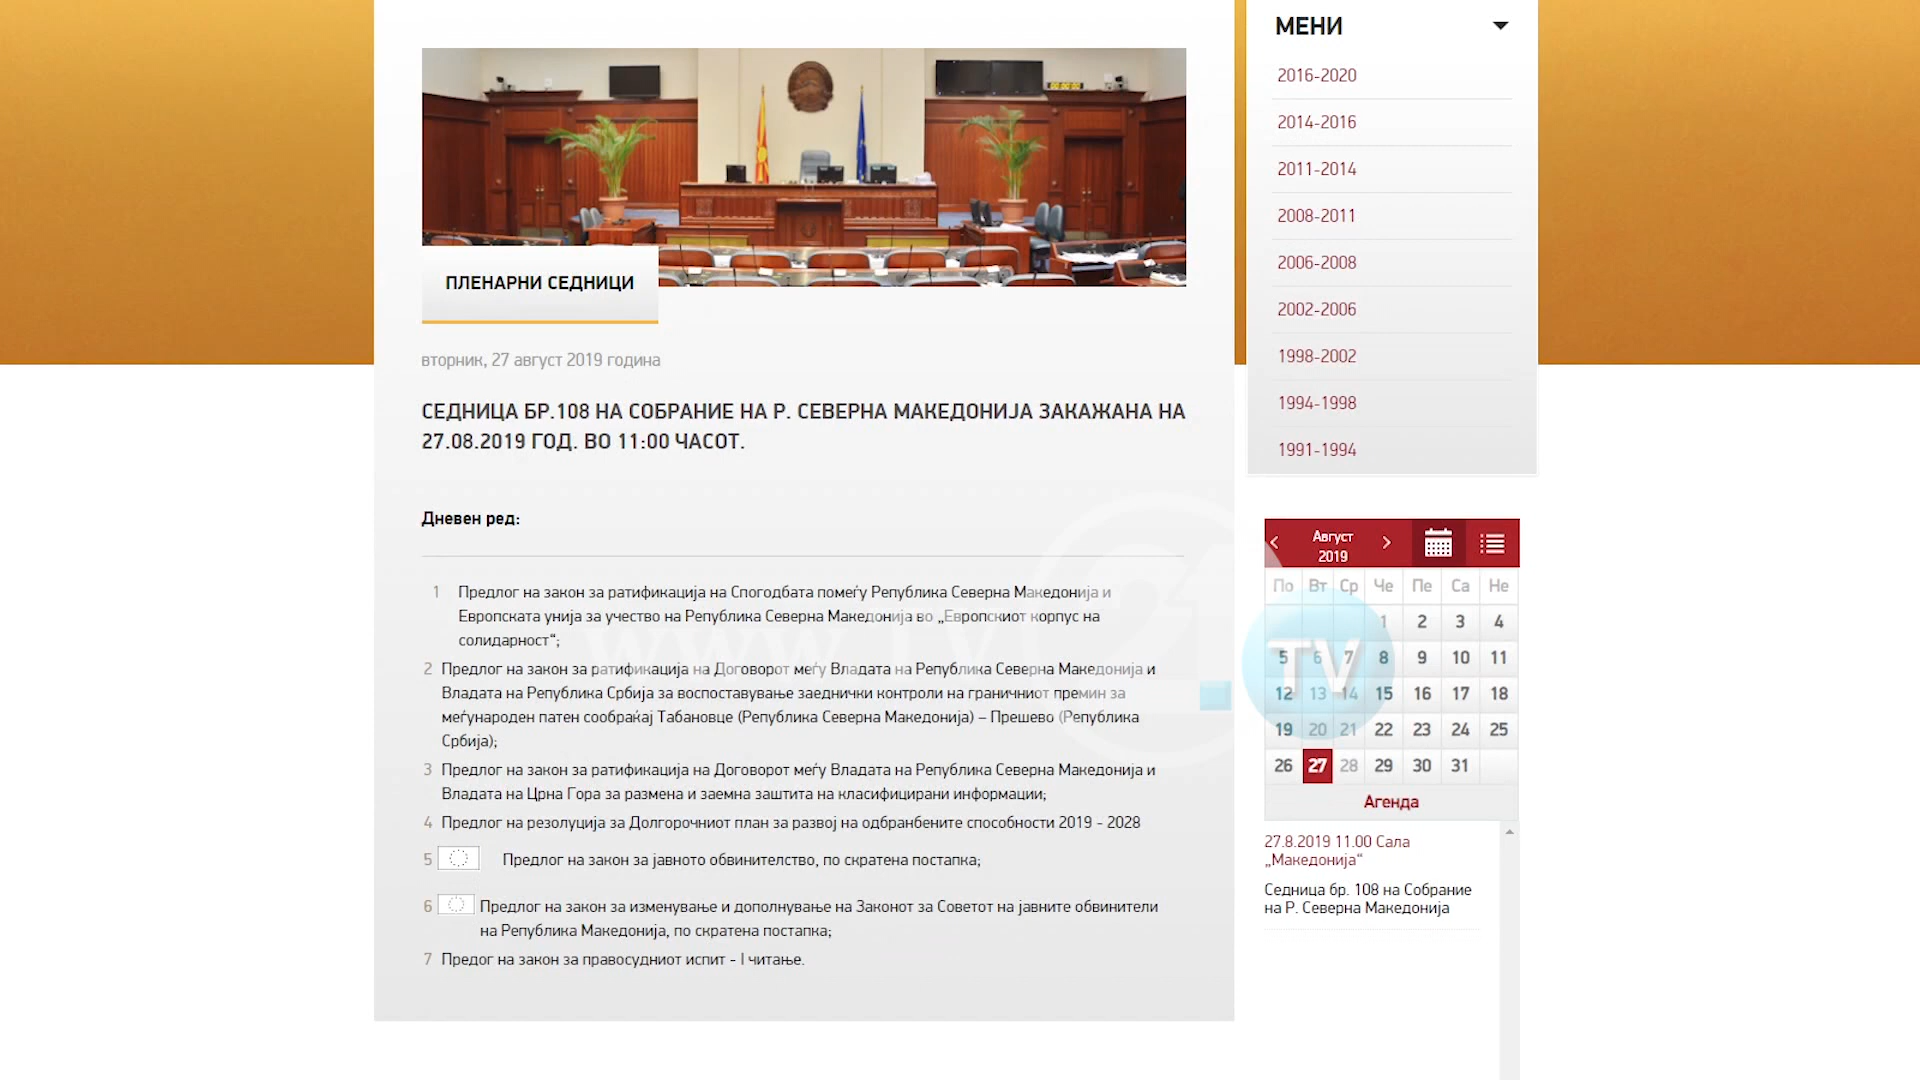 МЕНИ
2016-2020
2014-2016
2011-2014
2008-2011
2006-2008
2002-2006
1998-2002
1994-1998
1991-1994
ПЛЕНАРНИ СЕДНИЦИ
вторник, 27 август 2019 година
СЕДНИЦА БР.108 НА СОБРАНИЕ НА Р. СЕВЕРНА МАКЕДОНИЈА ЗАКАЖАНА НА
27.08.2019 ГОД. ВО 11:00 ЧАСОТ.
Дневен ред:
1 Предлог на закон за ратификација на Спогодбата помеѓу Република Северна Македонија и
Европската унија за учество на Република Северна Македонија во „Европскиот корпус на
солидарност“;
2 Предлог на закон за ратификација на Договорот меѓу Владата на Република Северна Македонија и
Владата на Република Србија за воспоставување заеднички контроли на граничниот премин за
меѓународен патен сообраќај Табановце (Република Северна Македонија) – Прешево (Република
Србија);
3 Предлог на закон за ратификација на Договорот меѓу Владата на Република Северна Македонија и
Владата на Црна Гора за размена и заемна заштита на класифицирани информации;
4 Предлог на резолуција за Долгорочниот план за развој на одбранбените способности 2019 - 2028
5 Предлог на закон за јавното обвинителство, по скратена постапка;
6 Предлог на закон за изменување и дополнување на Законот за Советот на јавните обвинители
на Република Македонија, по скратена постапка;
7 Предог на закон за правосудниот испит - I читање.
Август
2019
По Вт Ср Че Пе Са Не
1 2 3 4
5 6 7 8 9 10 11
12 13 14 15 16 17 18
19 20 21 22 23 24 25
26 27 28 29 30 31
Агенда
27.8.2019 11.00 Сала
„Македонија“
Седница бр. 108 на Собрание
на Р. Северна Македонија
www.TV
21.
TV